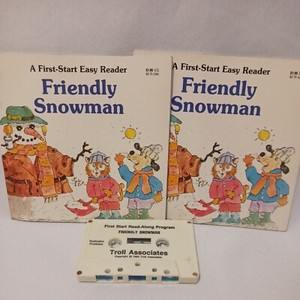 A First-Start Easy Reader
Friendly
Snowman
A First-Start Easy Reader
Friendly
Snowman
First Start Read-Along Program
FRIENDLY SNOWMAN
Troll Associates